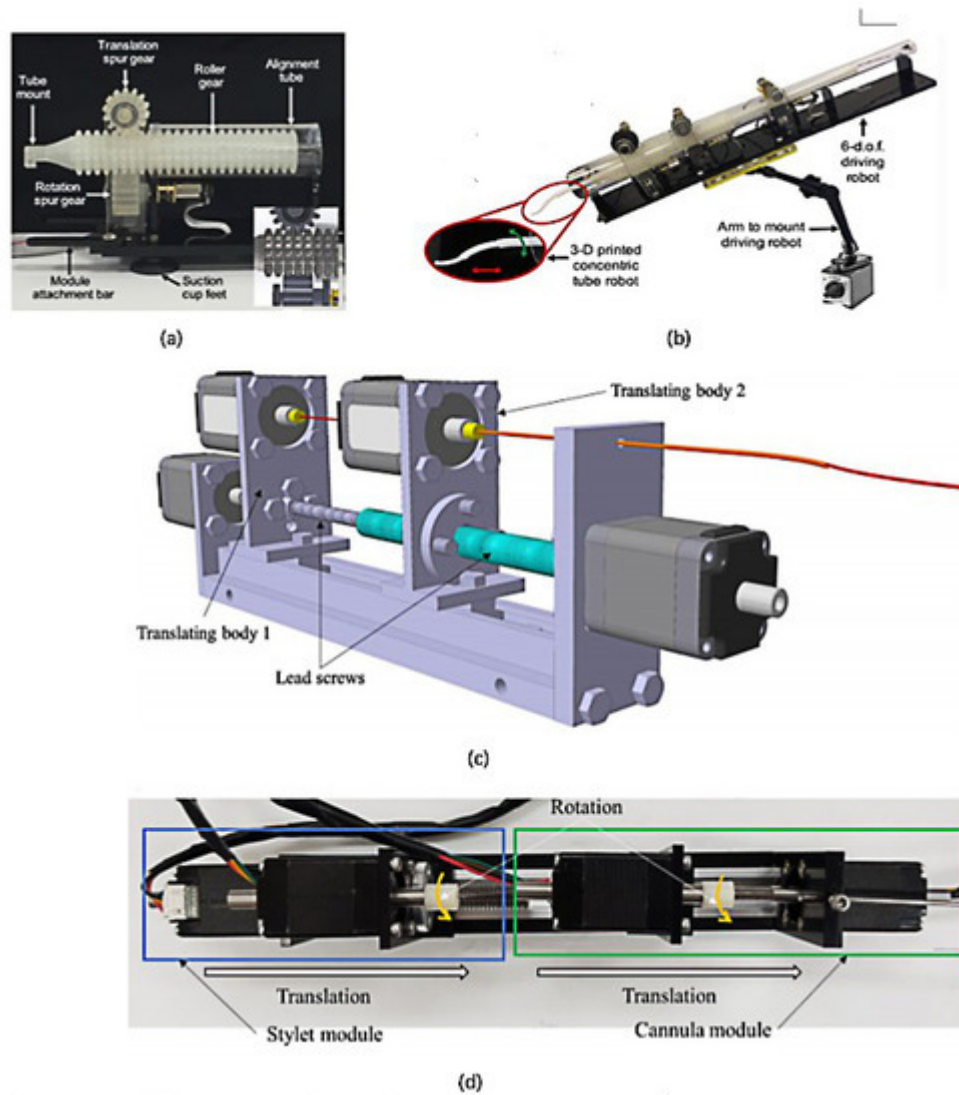 Translation
spur gear
Roller
gear
Alignment
tube
Tube
mount
Rotation
spur gear
Module
attachment bar
Suction
cup feet
(a)
6-d.o.f.
driving
robot
Arm to mount
driving robot
3-D printed
concentric
tube robot
(b)
Translating body 2
Translating body 1
Lead screws
(c)
Rotation
Translation
Translation
Stylet module
Cannula module
(d)